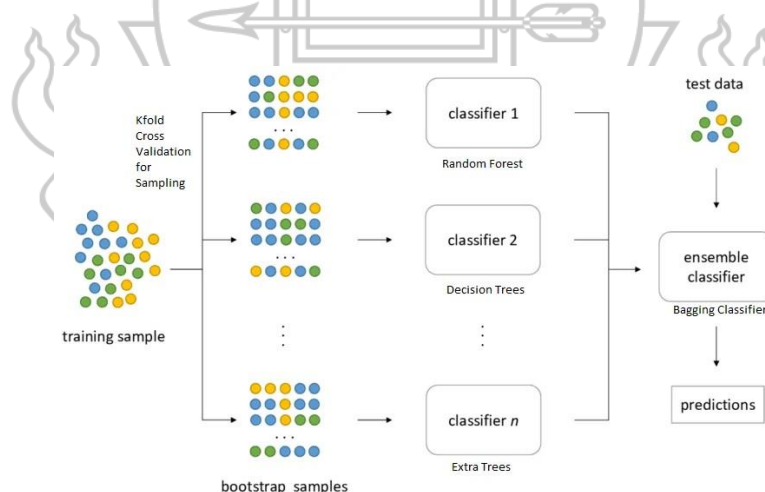 Kfold
Cross
Validation
for
Sampling
training sample
...
...
...
bootstrap samples
classifier 1
Random Forest
classifier 2
Decision Trees
classifier n
Extra Trees
test data
ensemble
classifier
Bagging Classifier
predictions